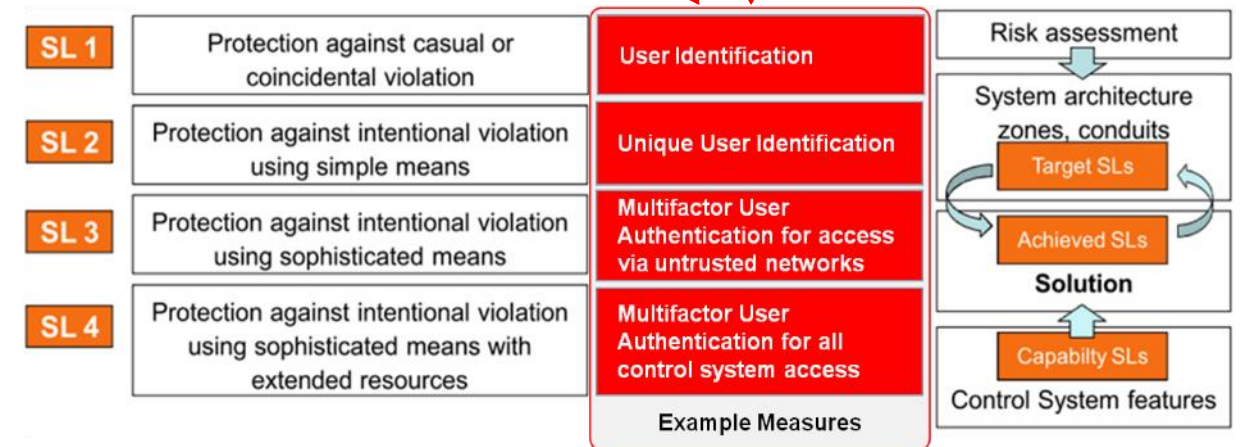 SL 1
Protection against casual or
coincidental violation
User Identification
SL 2
Protection against intentional violation
using simple means
Unique User Identification
SL 3
Protection against intentional violation
using sophisticated means
Multifactor User
Authentication for access
via untrusted networks
SL 4
Protection against intentional violation
using sophisticated means with
extended resources
Multifactor User
Authentication for all
control system access
Example Measures
Risk assessment
System architecture
zones, conduits
Target SLs
Achieved SLs
Solution
Capabilty SLs
Control System features